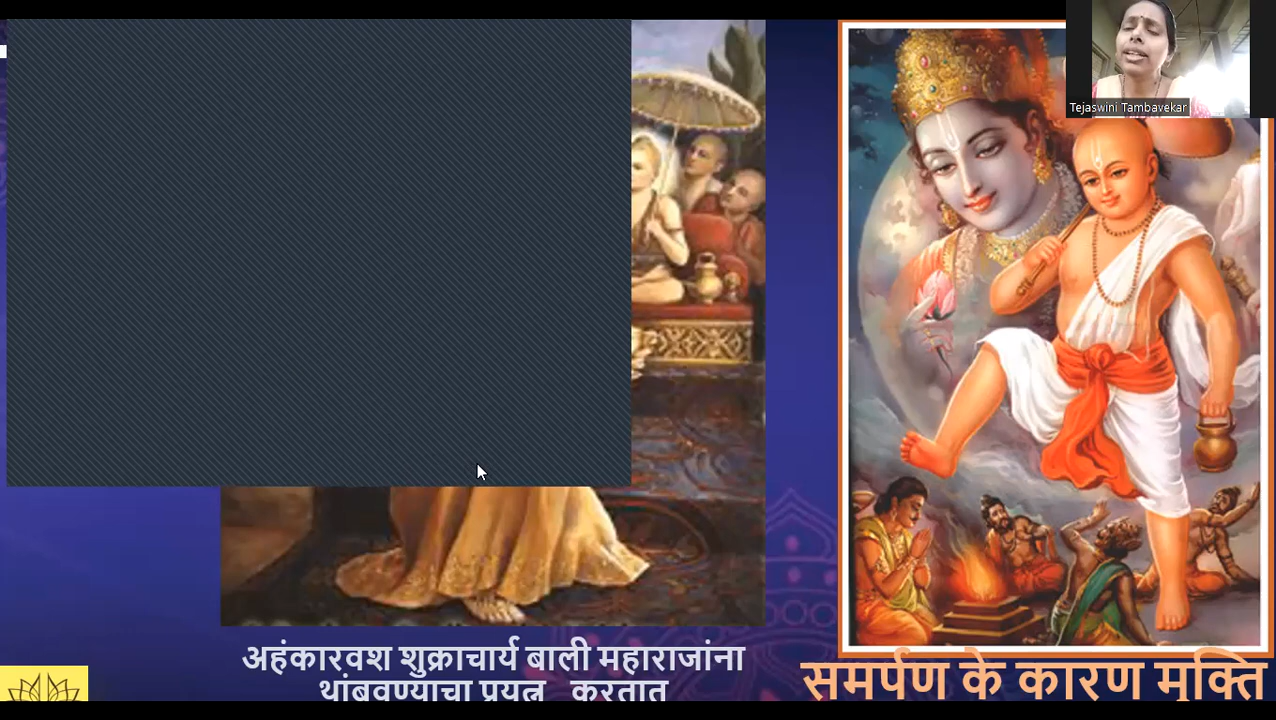 Tejaswini Tambavekar
अहंकारवश शुक्राचार्य बाली महाराजांना
थांबवण्याचा प्रयत्न करतात
समर्पण के कारण मुक्ति